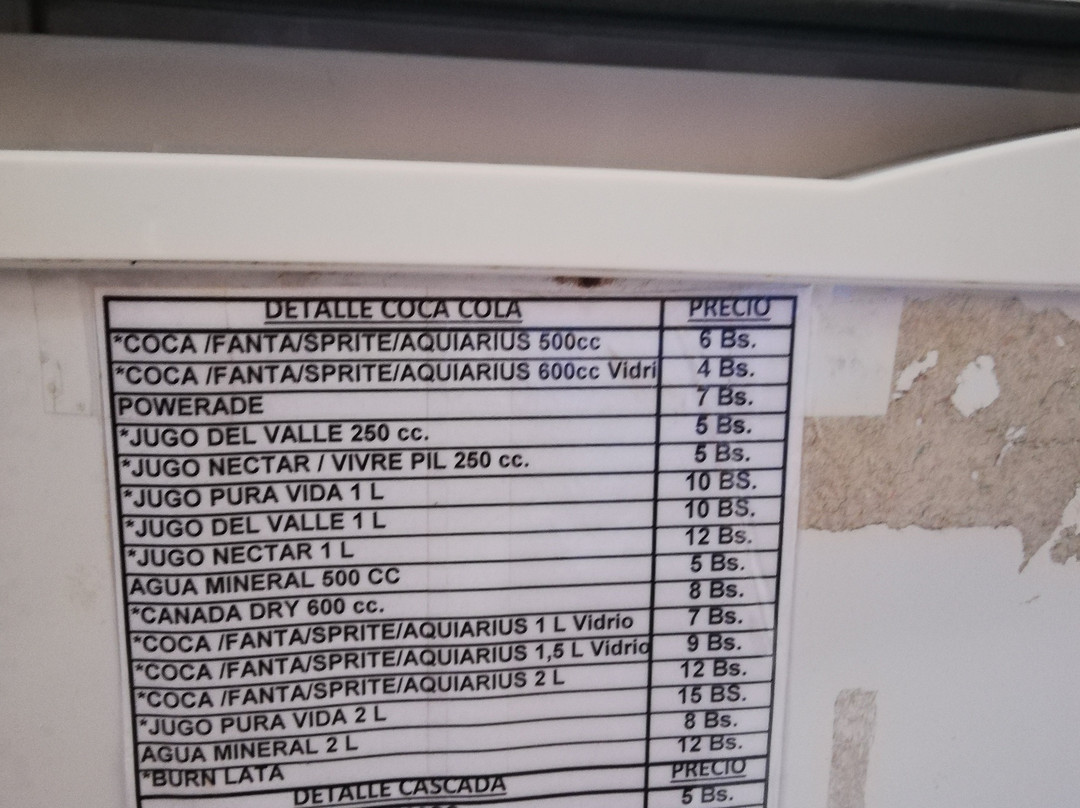 DETALLE COCA COLA PRECIO
*COCA /FANTA/SPRITE/AQUIARIUS 500cc 6 Bs.
*COCA /FANTA/SPRITE/AQUIARIUS 600cc Vidri 4 Bs.
POWERADE 7 Bs.
*JUGO DEL VALLE 250 cc. 5 Bs.
*JUGO NECTAR / VIVRE PIL 250 cc. 5 Bs.
*JUGO PURA VIDA 1 L 10 BS.
*JUGO DEL VALLE 1 L 10 BS.
*JUGO NECTAR 1 L 12 Bs.
AGUA MINERAL 500 CC 5 Bs.
*CANADA DRY 600 cc. 8 Bs.
*COCA /FANTA/SPRITE/AQUIARIUS 1 L Vidrio 7 Bs.
*COCA /FANTA/SPRITE/AQUIARIUS 1,5 L Vidrio 9 Bs.
*COCA /FANTA/SPRITE/AQUIARIUS 2 L 12 Bs.
*JUGO PURA VIDA 2 L 15 BS.
AGUA MINERAL 2 L 8 Bs.
*BURN LATA 12 Bs.
DETALLE CASCADA PRECIO
5 Bs.